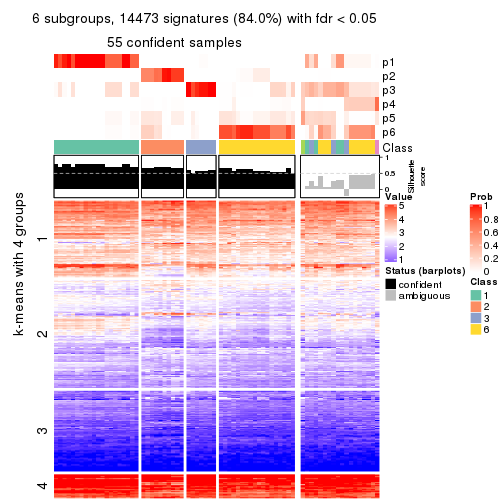 6 subgroups, 14473 signatures (84.0%) with fdr < 0.05
55 confident samples
p1
p2
p3
p4
p5
p6
Class
1
0.5
0
Silhouette
score
k-means with 4 groups
1
2
3
4
Value
5
4
3
2
1
Status (barplots)
confident
ambiguous
Prob
1
0.8
0.6
0.4
0.2
0
Class
1
2
3
6